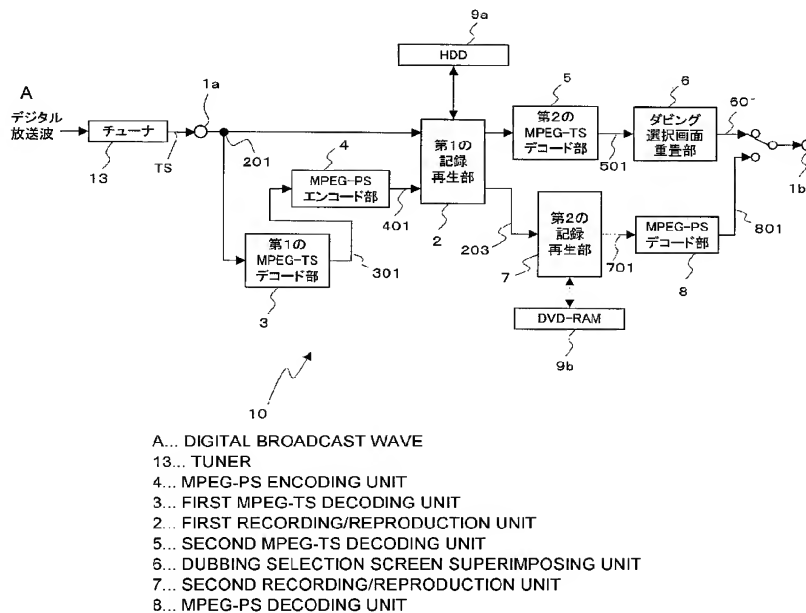 9a
HDD
A
デジタル
放送波
チューナ
13
TS
1a
201
4
MPEG-PS
エンコード部
401
第1の
MPEG-TS
デコード部
3
301
第1の
記録
再生部
2
5
第2の
MPEG-TS
デコード部
501
6
ダビング
選択画面
重畳部
601
1b
203
第2の
記録
再生部
7
701
MPEG-PS
デコード部
8
801
DVD-RAM
9b
10
A... DIGITAL BROADCAST WAVE
13... TUNER
4... MPEG-PS ENCODING UNIT
3... FIRST MPEG-TS DECODING UNIT
2... FIRST RECORDING/REPRODUCTION UNIT
5... SECOND MPEG-TS DECODING UNIT
6... DUBBING SELECTION SCREEN SUPERIMPOSING UNIT
7... SECOND RECORDING/REPRODUCTION UNIT
8... MPEG-PS DECODING UNIT